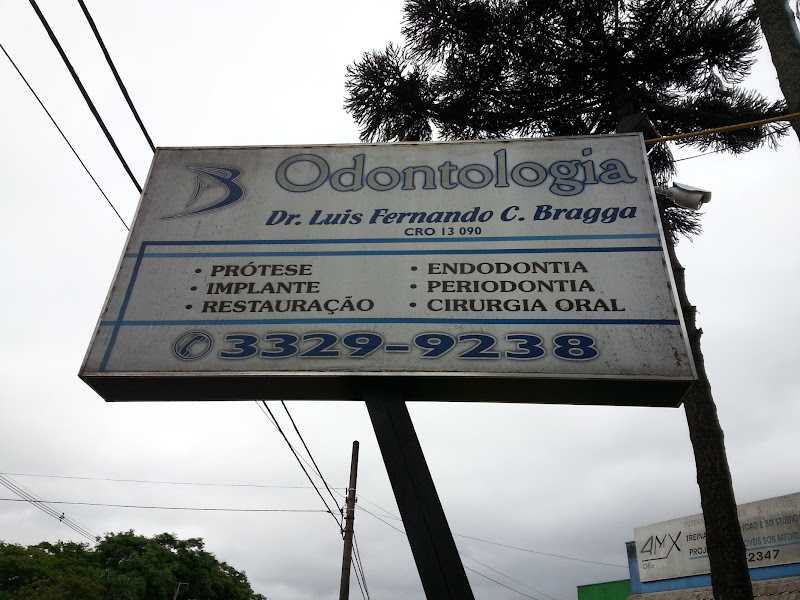 B Odontologia
Dr. Luis Fernando C. Bragga
CRO 13 090
• PRÓTESE
• IMPLANTE
• RESTAURAÇÃO
• ENDODONTIA
• PERIODONTIA
• CIRURGIA ORAL
3329-9238
4MX
2347